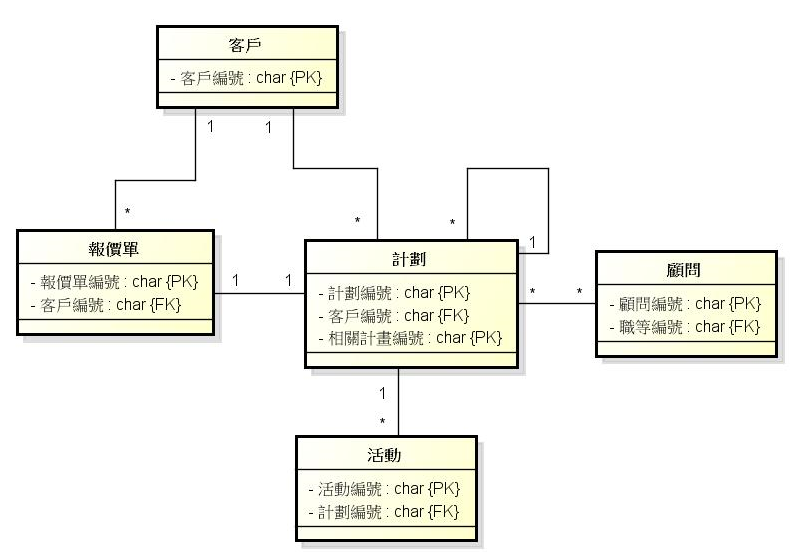 客戶
- 客戶編號 : char {PK}
1
1
*
*
報價單
- 報價單編號 : char {PK}
- 客戶編號 : char {FK}
1
1
計劃
- 計劃編號 : char {PK}
- 客戶編號 : char {FK}
- 相關計畫編號 : char {PK}
*
1
*
*
顧問
- 顧問編號 : char {PK}
- 職等編號 : char {FK}
1
*
活動
- 活動編號 : char {PK}
- 計劃編號 : char {FK}